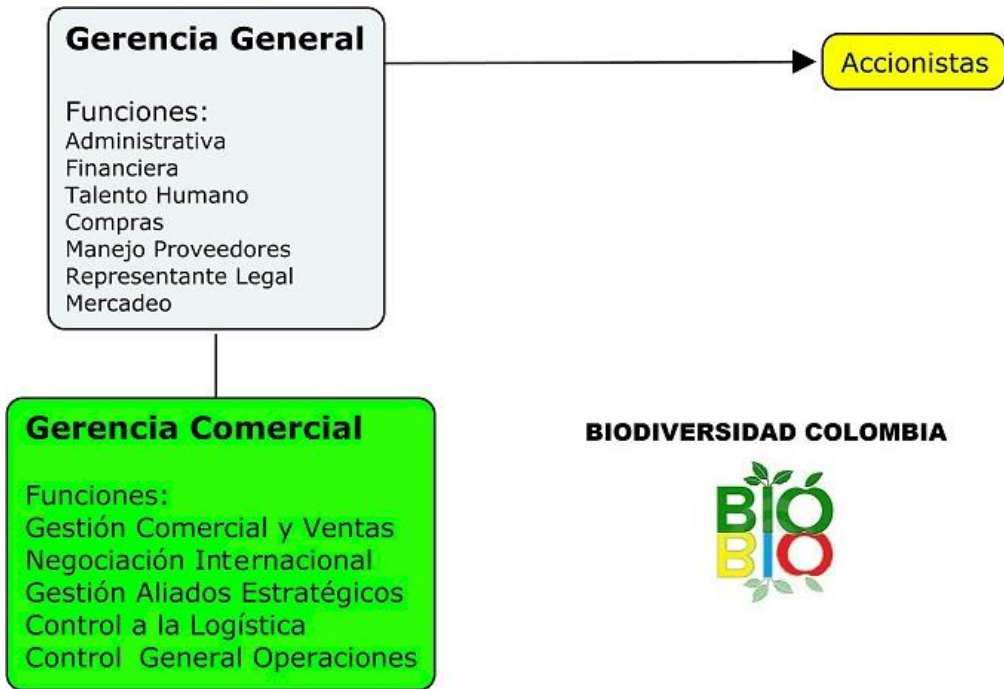 Gerencia General
Funciones:
Administrativa
Financiera
Talento Humano
Compras
Manejo Proveedores
Representante Legal
Mercadeo
Accionistas
Gerencia Comercial
Funciones:
Gestión Comercial y Ventas
Negociación Internacional
Gestión Aliados Estratégicos
Control a la Logística
Control General Operaciones
BIODIVERSIDAD COLOMBIA
BIO
BIO